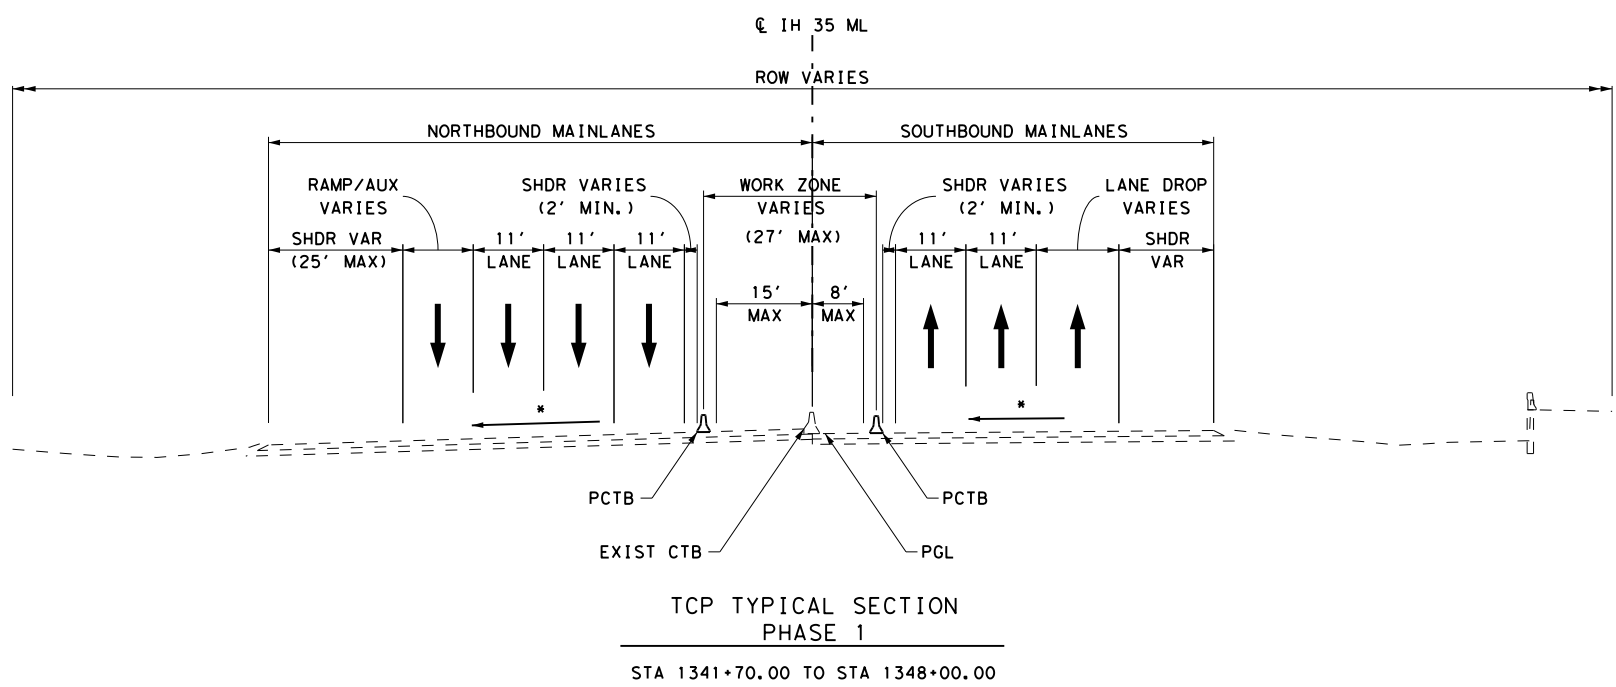 ℄ IH 35 ML
ROW VARIES
NORTHBOUND MAINLANES
SOUTHBOUND MAINLANES
RAMP/AUX
VARIES
SHDR VARIES
(2' MIN.)
WORK ZONE
VARIES
(27' MAX)
SHDR VARIES
(2' MIN.)
LANE DROP
VARIES
SHDR VAR
(25' MAX)
11'
LANE
11'
LANE
11'
LANE
11'
LANE
11'
LANE
SHDR
VAR
15'
MAX
8'
MAX
*
*
PCTB
PCTB
EXIST CTB
PGL
TCP TYPICAL SECTION
PHASE 1
STA 1341+70.00 TO STA 1348+00.00